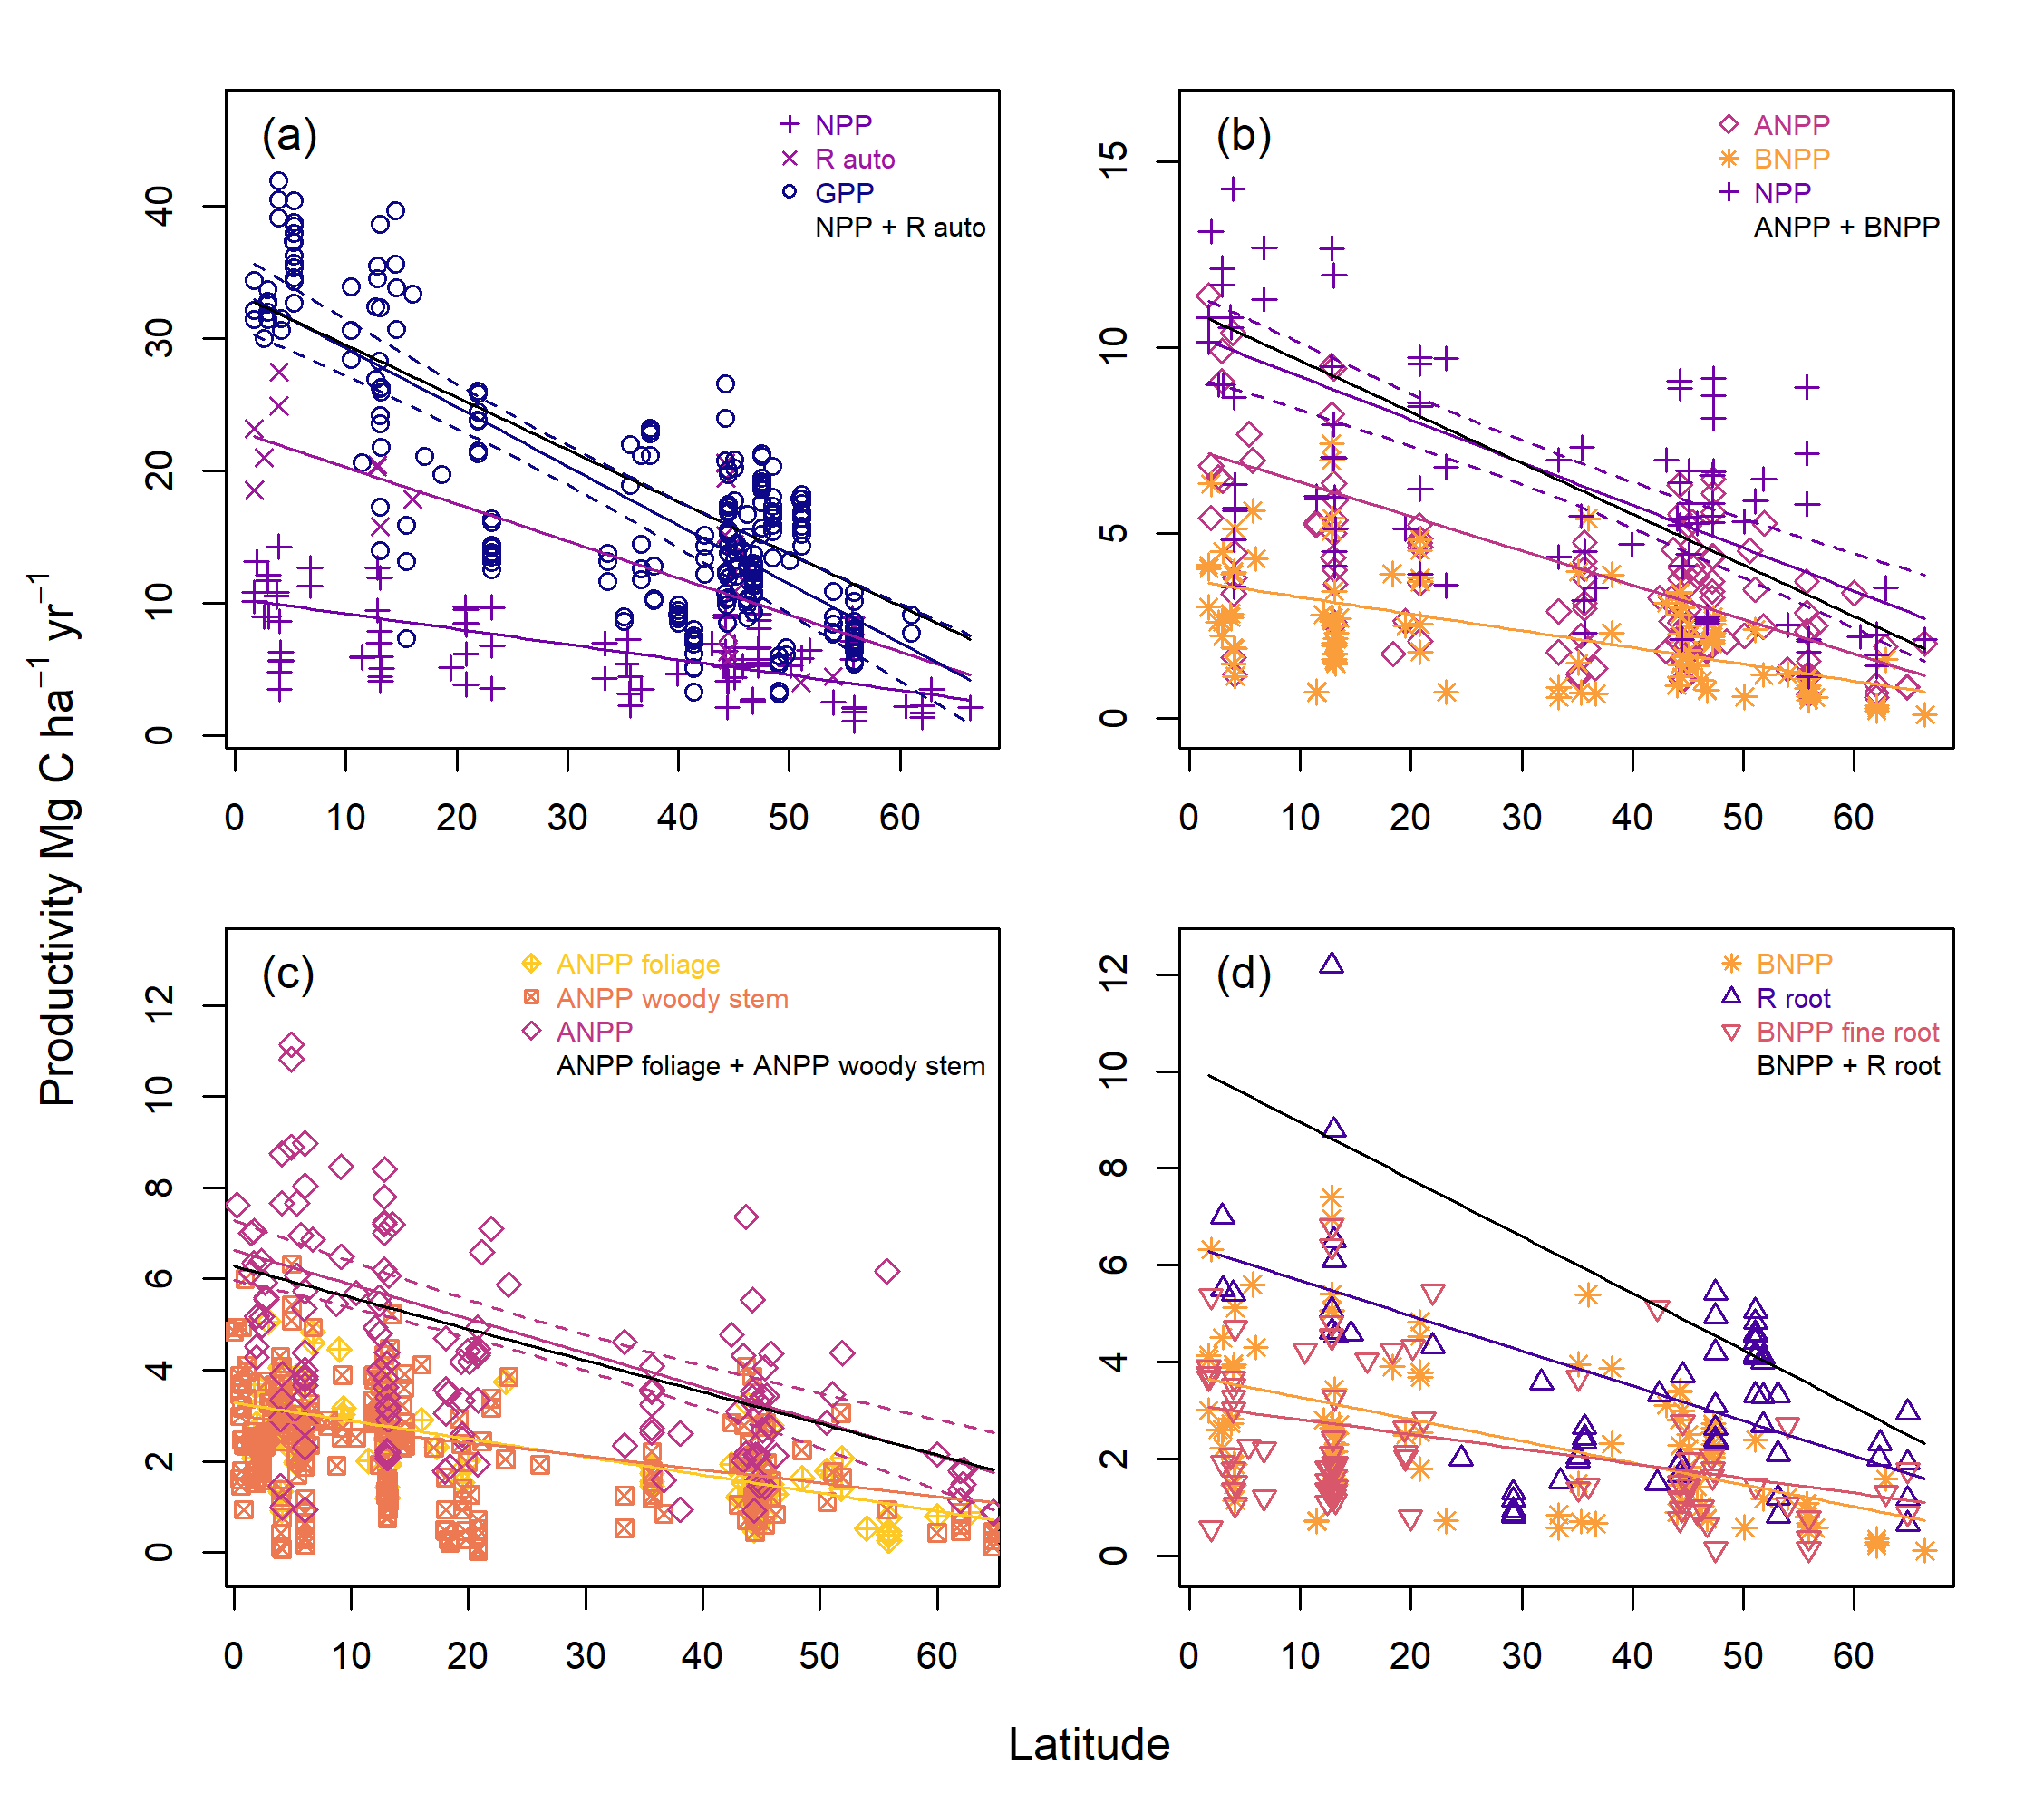 (a)
NPP
R auto
GPP
NPP + R auto
0 10 20 30 40
0 10 20 30 40 50 60
(b)
ANPP
BNPP
NPP
ANPP + BNPP
0 5 10 15
0 10 20 30 40 50 60
Productivity Mg C ha⁻¹ yr⁻¹
(c)
ANPP foliage
ANPP woody stem
ANPP
ANPP foliage + ANPP woody stem
0 2 4 6 8 10 12
0 10 20 30 40 50 60
(d)
BNPP
R root
BNPP fine root
BNPP + R root
0 2 4 6 8 10 12
0 10 20 30 40 50 60
Latitude